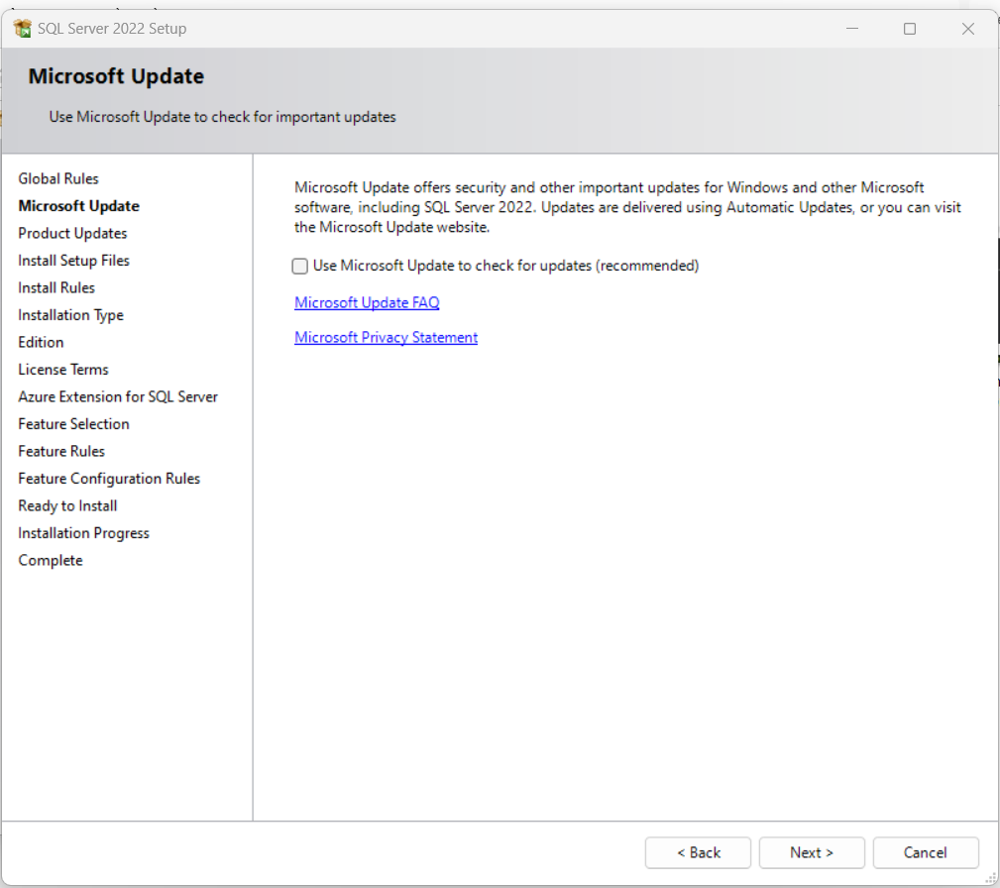 SQL Server 2022 Setup
Microsoft Update
Use Microsoft Update to check for important updates
Global Rules
Microsoft Update
Product Updates
Install Setup Files
Install Rules
Installation Type
Edition
License Terms
Azure Extension for SQL Server
Feature Selection
Feature Rules
Feature Configuration Rules
Ready to Install
Installation Progress
Complete
Microsoft Update offers security and other important updates for Windows and other Microsoft
software, including SQL Server 2022. Updates are delivered using Automatic Updates, or you can visit
the Microsoft Update website.
Use Microsoft Update to check for updates (recommended)
Microsoft Update FAQ
Microsoft Privacy Statement
< Back
Next >
Cancel